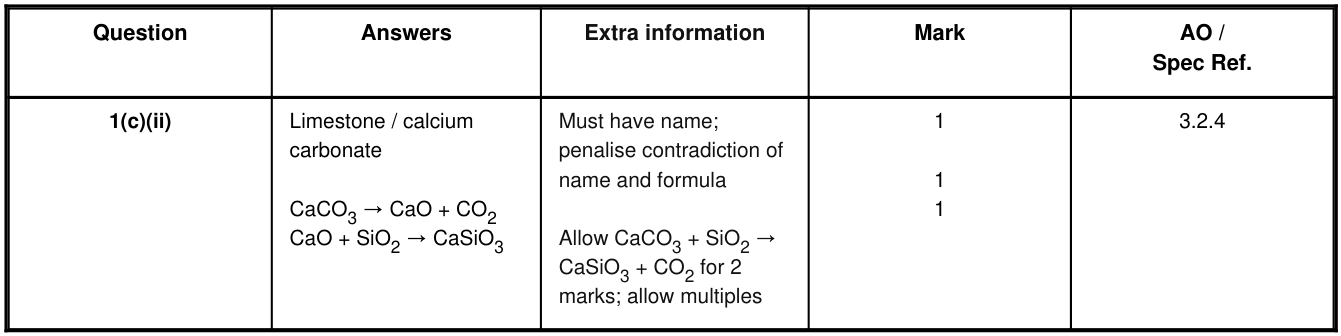 Question
Answers
Extra information
Mark
AO /
Spec Ref.
1(c)(ii)
Limestone / calcium
carbonate
CaCO₃ → CaO + CO₂
CaO + SiO₂ → CaSiO₃
Must have name;
penalise contradiction of
name and formula
Allow CaCO₃ + SiO₂ →
CaSiO₃ + CO₂ for 2
marks; allow multiples
1
1
1
3.2.4